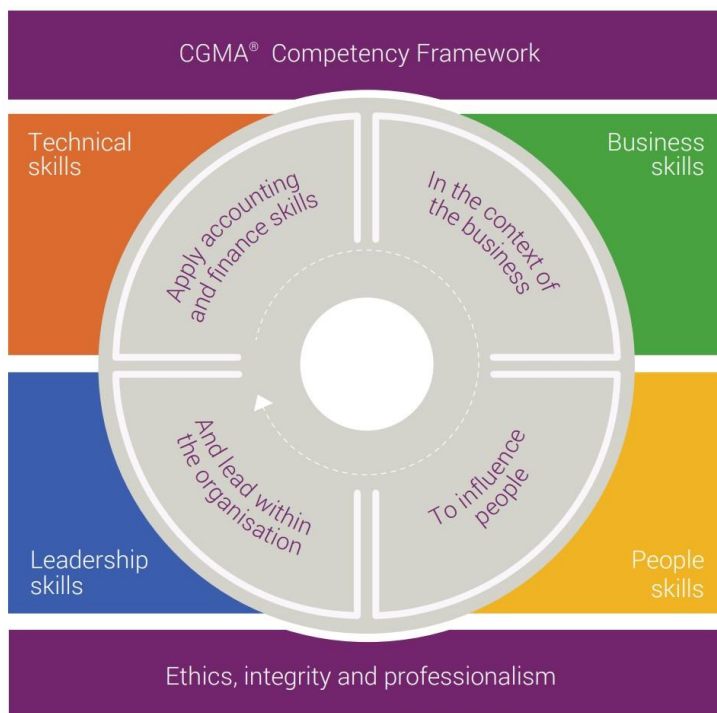 CGMA® Competency Framework
Technical
skills
Business
skills
Apply accounting
and finance skills
In the context of
the business
And lead within
the organisation
To influence
people
Leadership
skills
People
skills
Ethics, integrity and professionalism